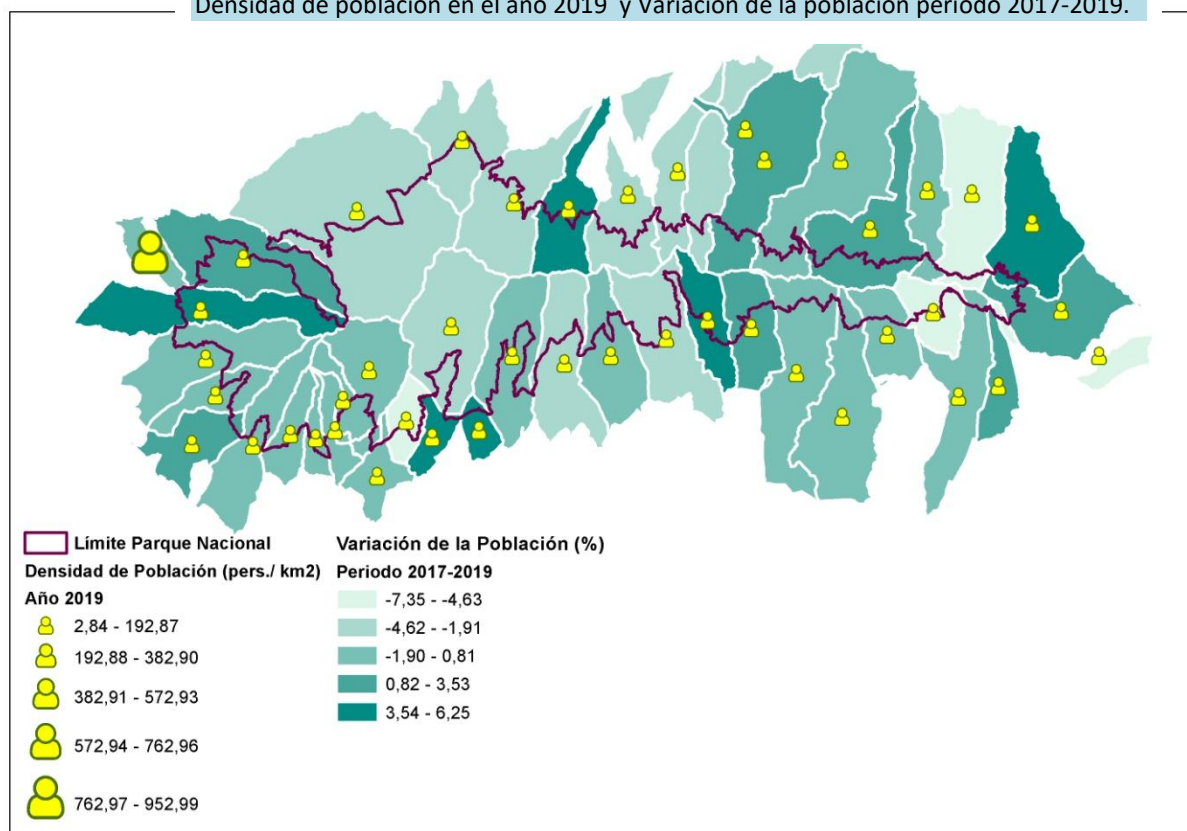 Densidad de población en el año 2019 y Variación de la población periodo 2017-2019.
Límite Parque Nacional
Densidad de Población (pers./ km2)
Año 2019
2,84 - 192,87
192,88 - 382,90
382,91 - 572,93
572,94 - 762,96
762,97 - 952,99
Variación de la Población (%)
Periodo 2017-2019
-7,35 - -4,63
-4,62 - -1,91
-1,90 - 0,81
0,82 - 3,53
3,54 - 6,25